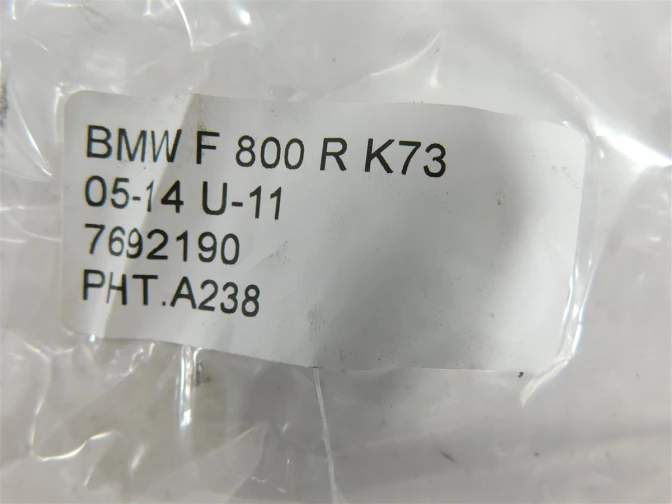 BMW F 800 R K73
05-14 U-11
7692190
PHT.A238